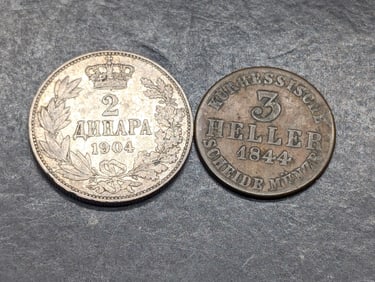 2
ДИНАРА
1904
KURHESSISCHE
3
HELLER
1844
SCHEIDE MÜNZE